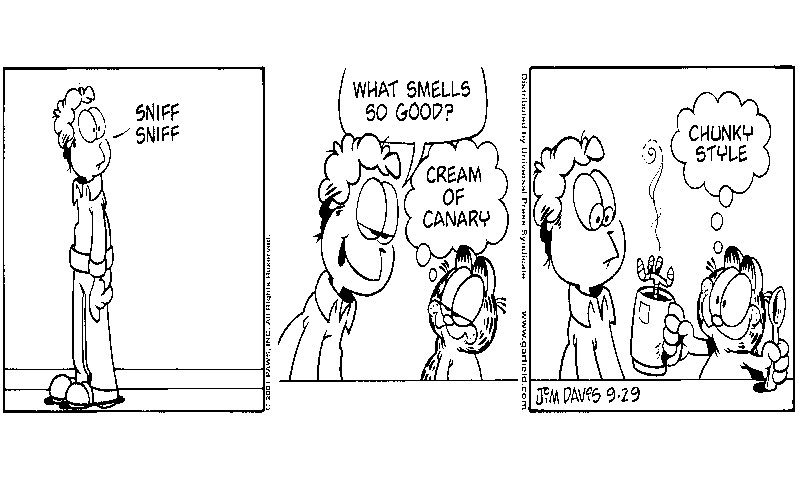 SNIFF
SNIFF
© 2001 PAWS, INC. All Rights Reserved.
WHAT SMELLS
SO GOOD?
CREAM
OF
CANARY
Distributed by Universal Press Syndicate
www.garfield.com
CHUNKY
STYLE
JIM DAVIS 9·29